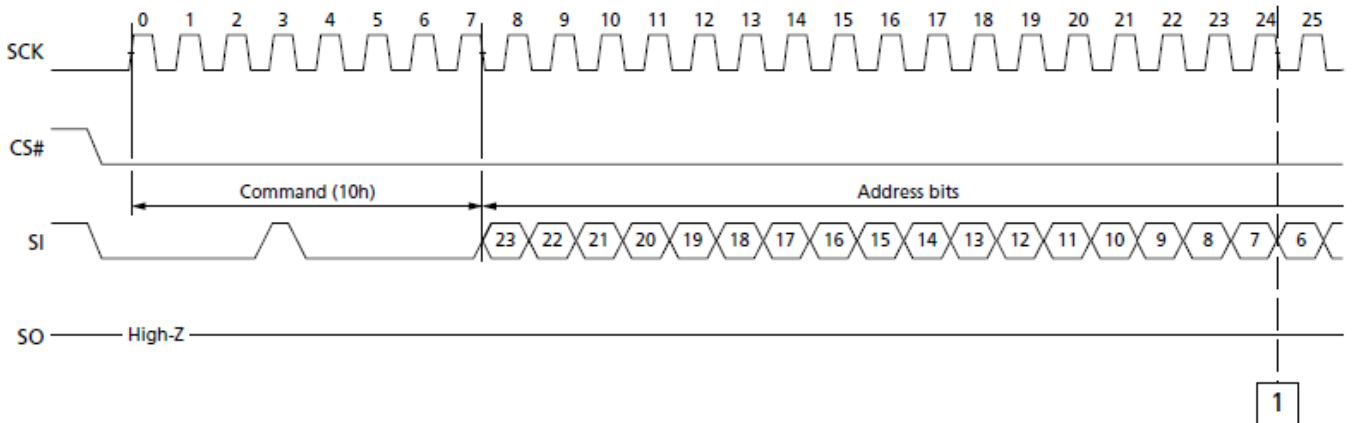 0 1 2 3 4 5 6 7 8 9 10 11 12 13 14 15 16 17 18 19 20 21 22 23 24 25
SCK
CS#
Command (10h) Address bits
SI 23 22 21 20 19 18 17 16 15 14 13 12 11 10 9 8 7 6
SO High-Z
1